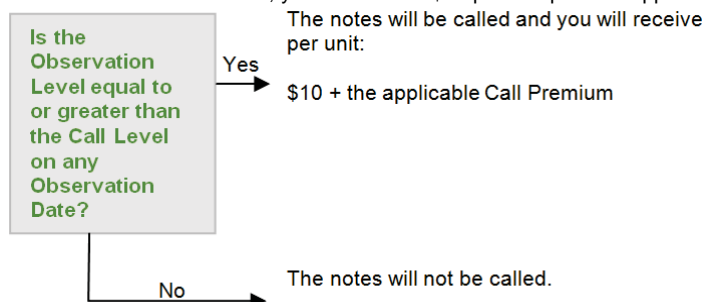 The notes will be called and you will receive
per unit:
$10 + the applicable Call Premium
Is the
Observation
Level equal to
or greater than
the Call Level
on any
Observation
Date?
Yes
No
The notes will not be called.